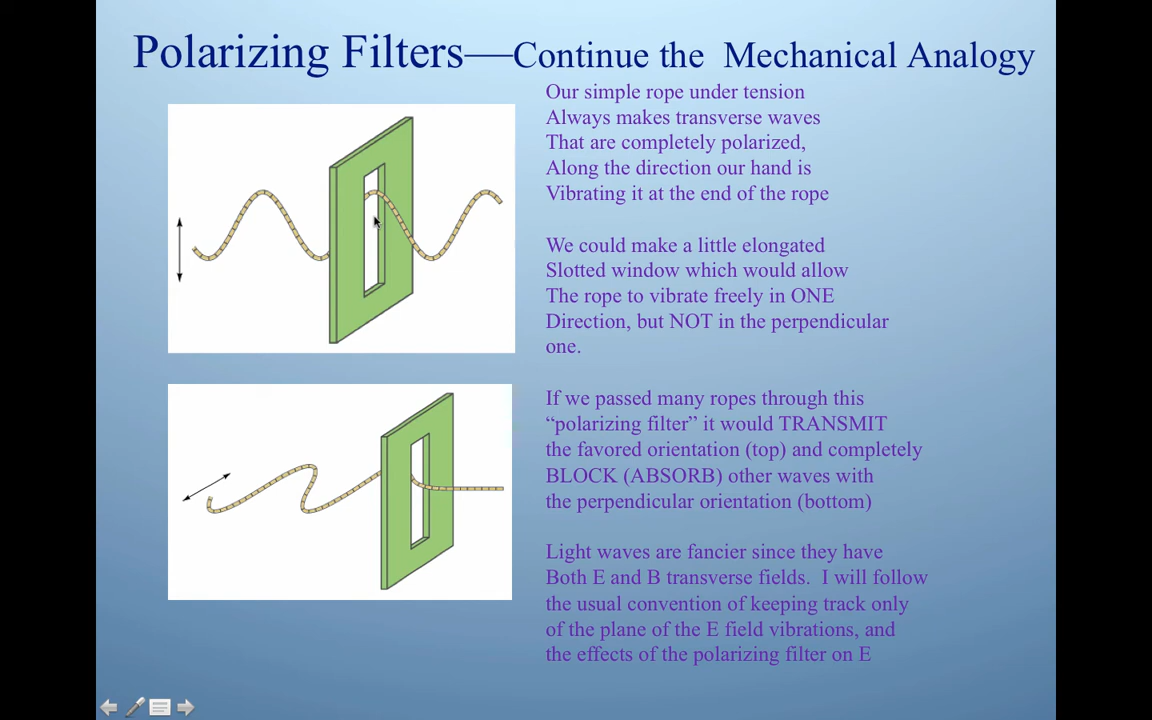 Polarizing Filters—Continue the Mechanical Analogy
Our simple rope under tension
Always makes transverse waves
That are completely polarized,
Along the direction our hand is
Vibrating it at the end of the rope
We could make a little elongated
Slotted window which would allow
The rope to vibrate freely in ONE
Direction, but NOT in the perpendicular
one.
If we passed many ropes through this
“polarizing filter” it would TRANSMIT
the favored orientation (top) and completely
BLOCK (ABSORB) other waves with
the perpendicular orientation (bottom)
Light waves are fancier since they have
Both E and B transverse fields. I will follow
the usual convention of keeping track only
of the plane of the E field vibrations, and
the effects of the polarizing filter on E